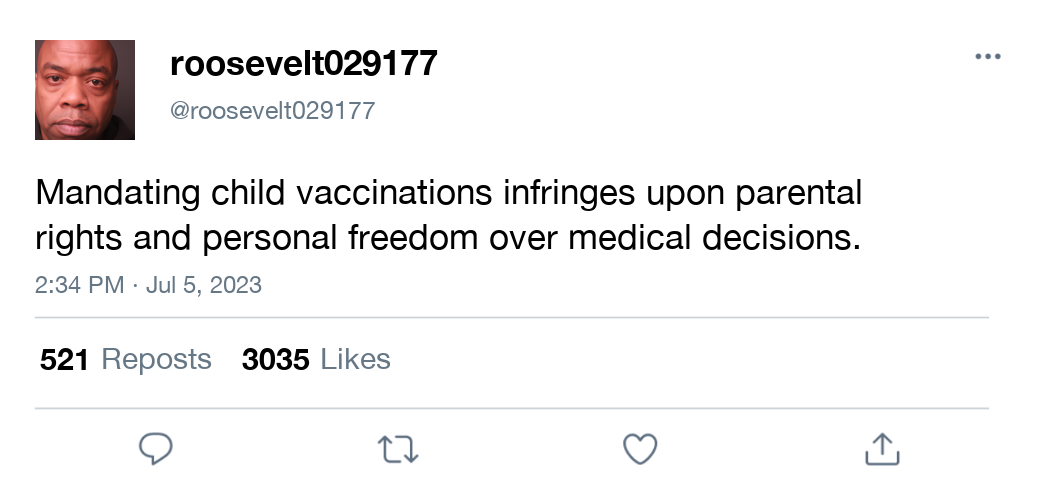 roosevelt029177
@roosevelt029177
Mandating child vaccinations infringes upon parental
rights and personal freedom over medical decisions.
2:34 PM · Jul 5, 2023
521 Reposts 3035 Likes